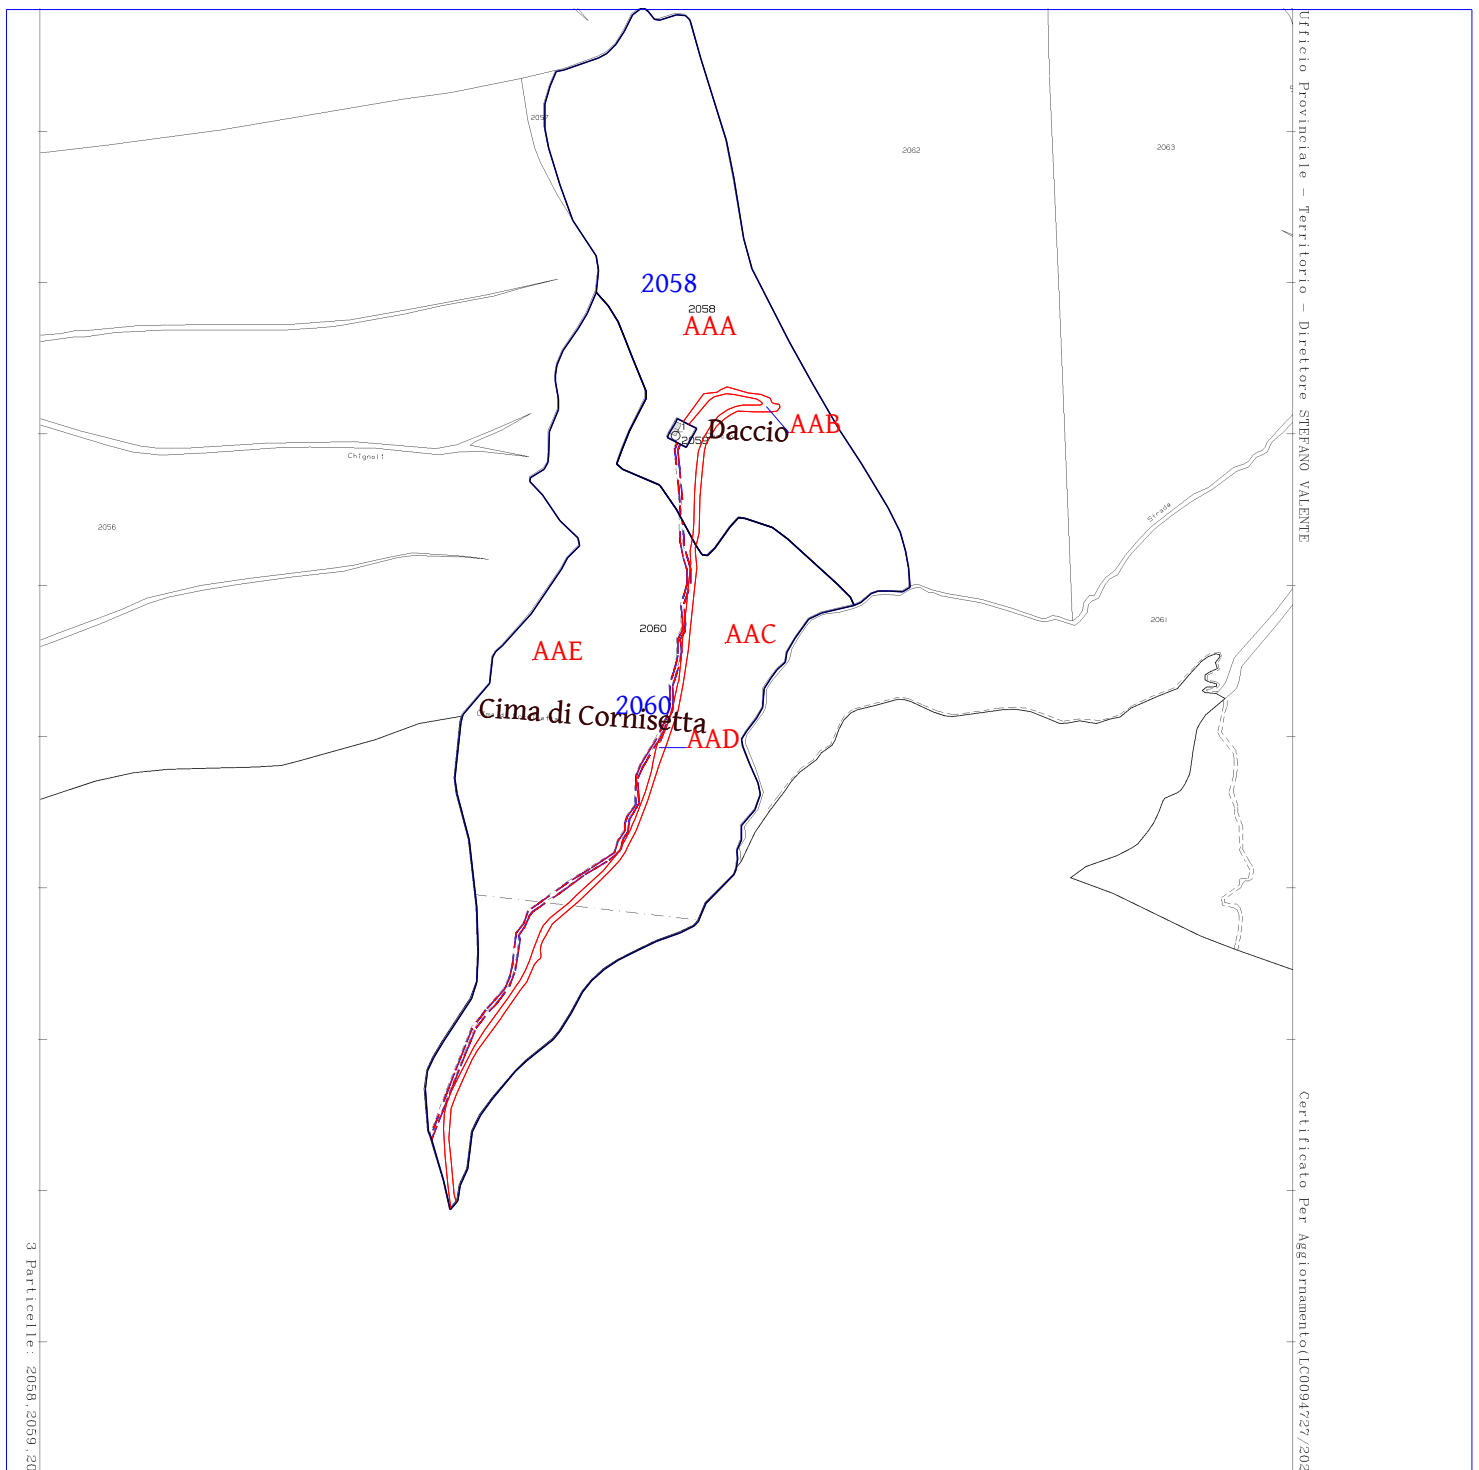 2057
2062
2063
2058
2058
AAA
AAB
Daccio
2059
Chignoli
2056
Strada
2061
2060
AAC
AAE
2060
Cima di Cornisetta
AAD
Ufficio Provinciale - Territorio - Direttore STEFANO VALENTE
Certificato Per Aggiornamento(LC0094727/202
3 Particelle: 2058,2059,20